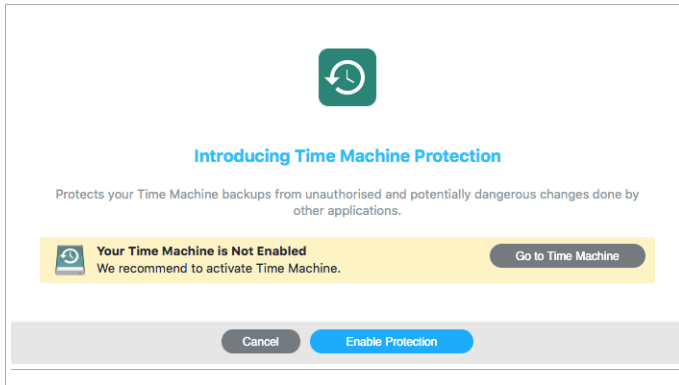 Introducing Time Machine Protection
Protects your Time Machine backups from unauthorised and potentially dangerous changes done by
other applications.
Your Time Machine is Not Enabled
We recommend to activate Time Machine.
Go to Time Machine
Cancel
Enable Protection